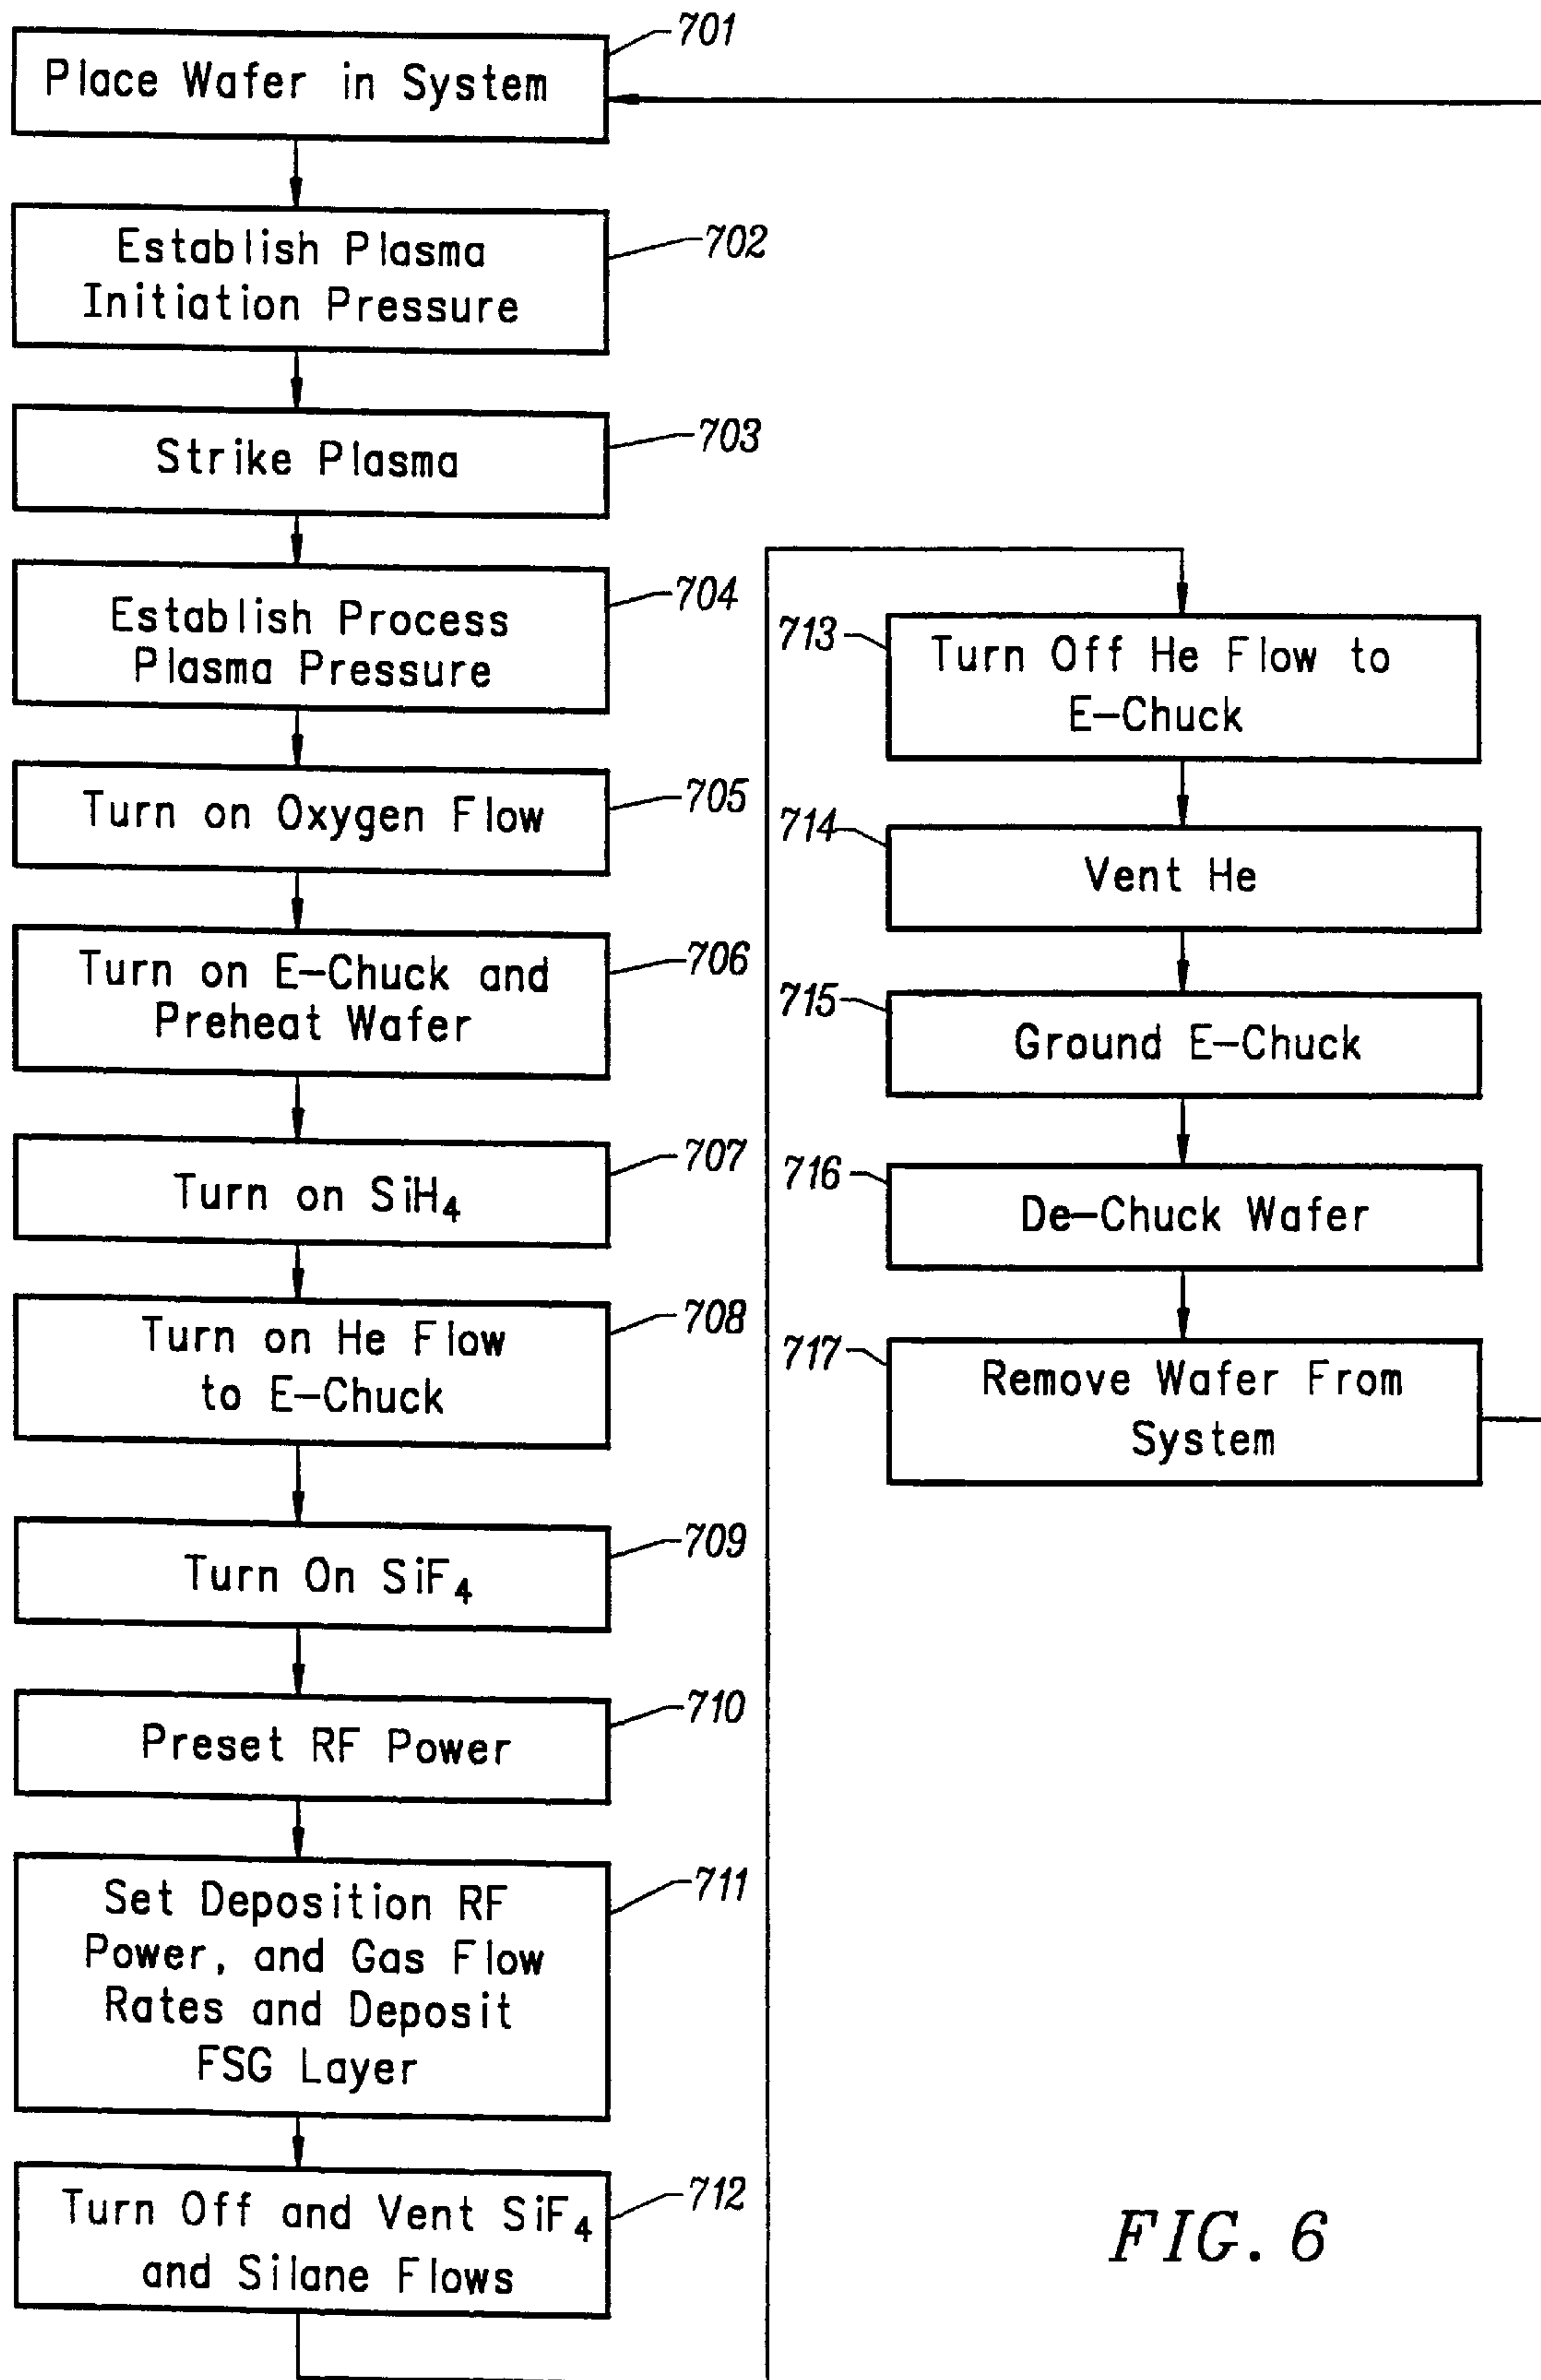 701
Place Wafer in System
702
Establish Plasma
Initiation Pressure
703
Strike Plasma
704
Establish Process
Plasma Pressure
705
Turn on Oxygen Flow
706
Turn on E-Chuck and
Preheat Wafer
707
Turn on SiH₄
708
Turn on He Flow
to E-Chuck
709
Turn On SiF₄
710
Preset RF Power
711
Set Deposition RF
Power, and Gas Flow
Rates and Deposit
FSG Layer
712
Turn Off and Vent SiF₄
and Silane Flows
713
Turn Off He Flow to
E-Chuck
714
Vent He
715
Ground E-Chuck
716
De-Chuck Wafer
717
Remove Wafer From
System
FIG. 6